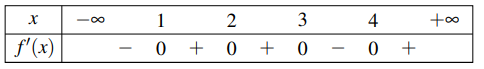 x −∞ 1 2 3 4 +∞
f′(x) − 0 + 0 + 0 − 0 +